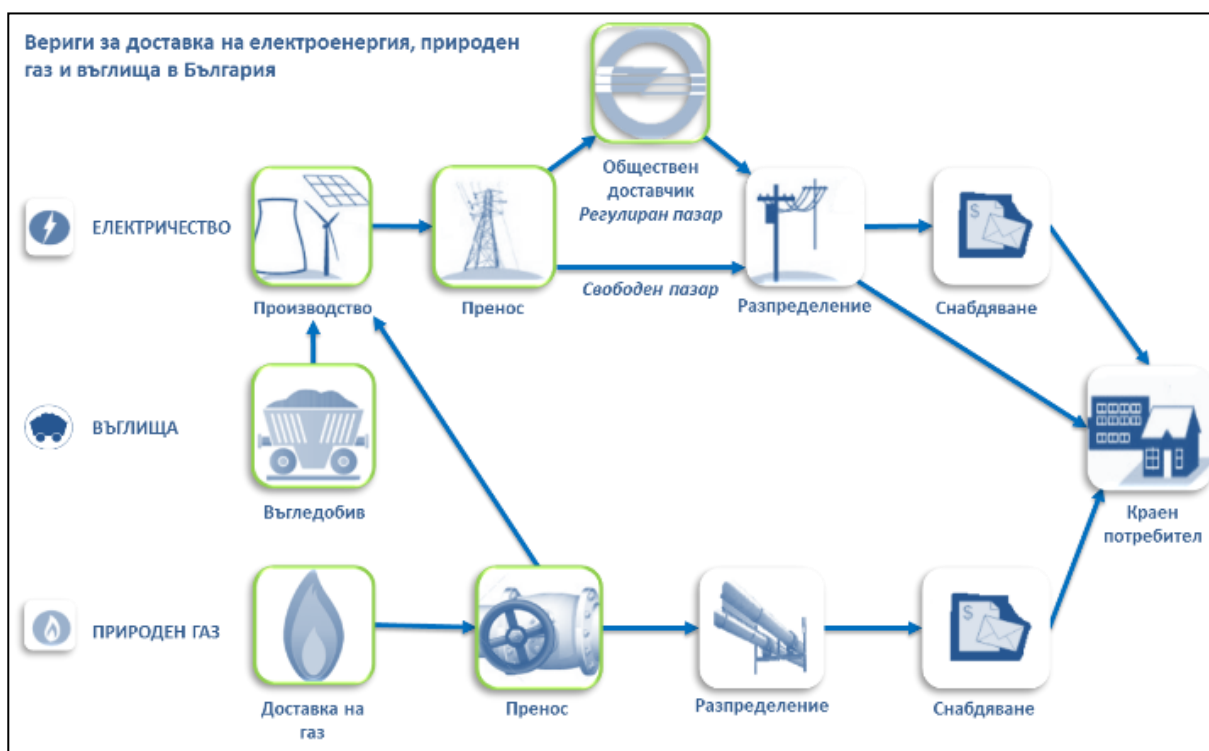 Вериги за доставка на електроенергия, природен
газ и въглища в България
Обществен
доставчик
Регулиран пазар
ЕЛЕКТРИЧЕСТВО
Свободен пазар
Производство
Пренос
Разпределение
$
Снабдяване
ВЪГЛИЩА
Въгледобив
Краен
потребител
ПРИРОДЕН ГАЗ
$
Доставка на
газ
Пренос
Разпределение
Снабдяване